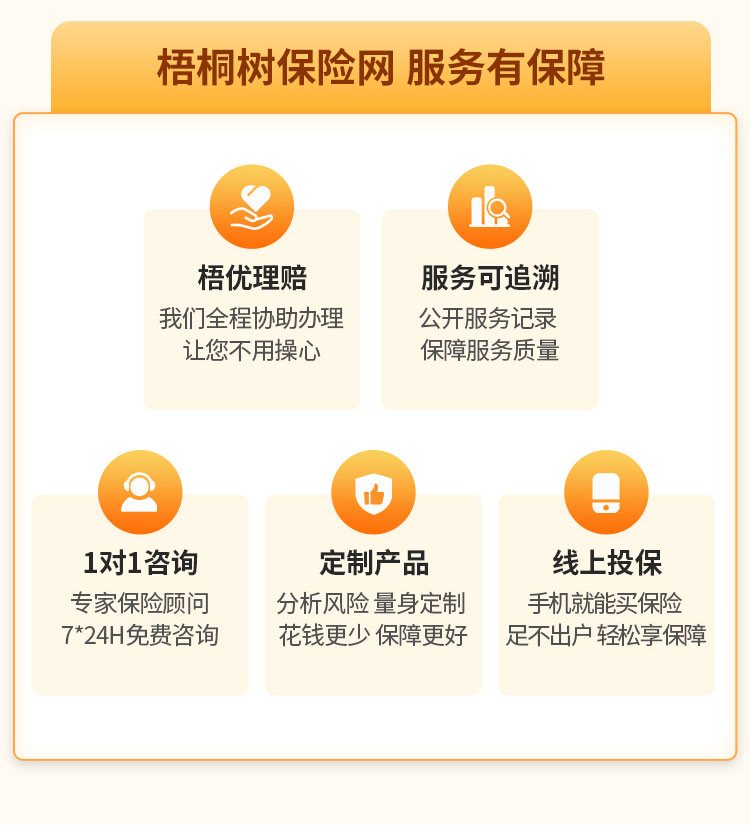 梧桐树保险网 服务有保障
梧优理赔
我们全程协助办理
让您不用操心
服务可追溯
公开服务记录
保障服务质量
1对1咨询
专家保险顾问
7*24H免费咨询
定制产品
分析风险 量身定制
花钱更少 保障更好
线上投保
手机就能买保险
足不出户 轻松享保障